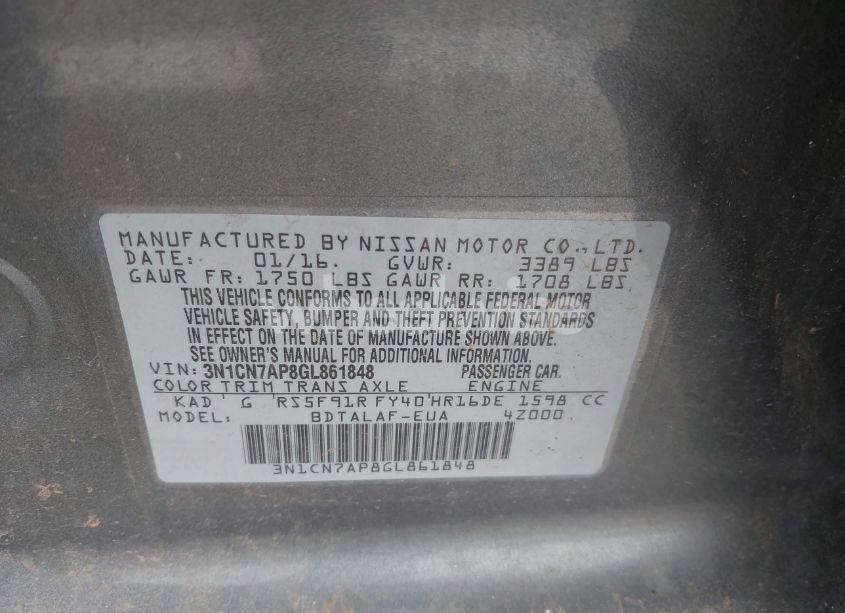 MANUFACTURED BY NISSAN MOTOR CO., LTD.
DATE: 01/16. GVWR: 3389 LBS
GAWR FR: 1750 LBS GAWR RR: 1708 LBS.
THIS VEHICLE CONFORMS TO ALL APPLICABLE FEDERAL MOTOR
VEHICLE SAFETY, BUMPER AND THEFT PREVENTION STANDARDS
IN EFFECT ON THE DATE OF MANUFACTURE SHOWN ABOVE.
SEE OWNER'S MANUAL FOR ADDITIONAL INFORMATION.
VIN: 3N1CN7AP8GL861848 PASSENGER CAR.
COLOR TRIM TRANS AXLE ENGINE
KAD G RS5F91R FY40 HR16DE 1598 CC
MODEL: BDTALAF-EUA 4Z000.
3N1CN7AP8GL861848